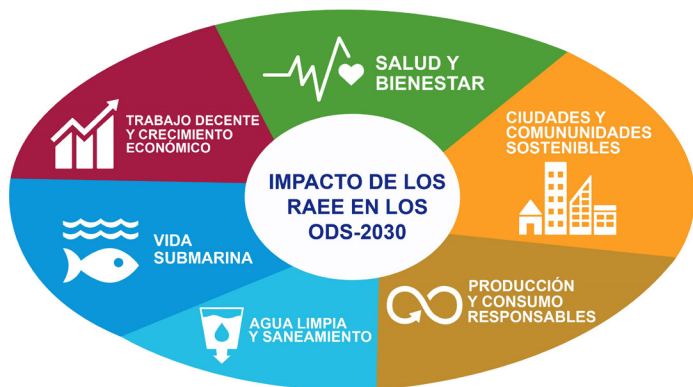 SALUD Y
BIENESTAR
CIUDADES Y
COMUNUNIDADES
SOSTENIBLES
PRODUCCIÓN
Y CONSUMO
RESPONSABLES
AGUA LIMPIA
Y SANEAMIENTO
VIDA
SUBMARINA
TRABAJO DECENTE
Y CRECIMIENTO
ECONÓMICO
IMPACTO DE LOS
RAEE EN LOS
ODS-2030